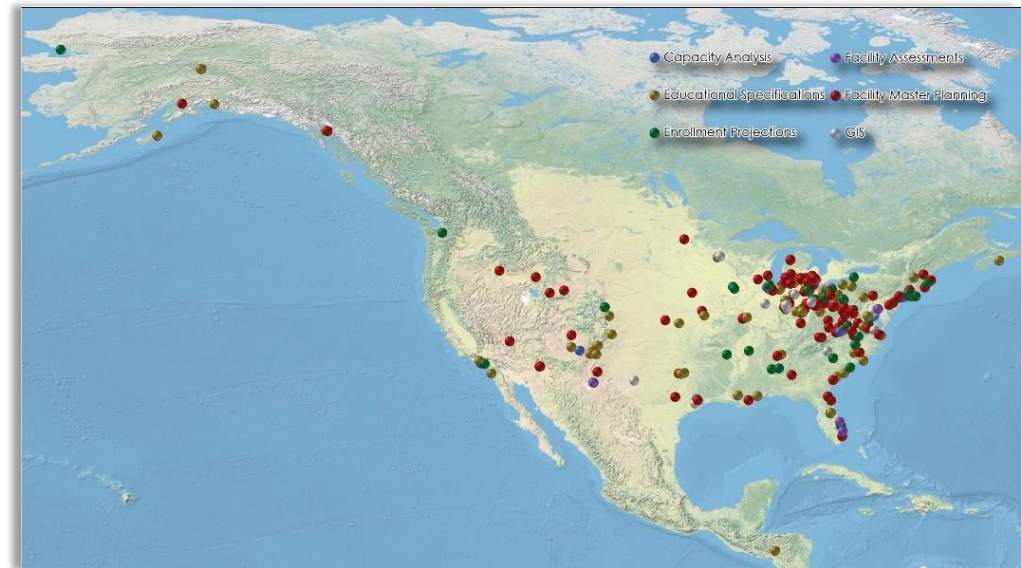 Capacity Analysis
Facility Assessments
Educational Specifications
Facility Master Planning
Enrollment Projections
GIS